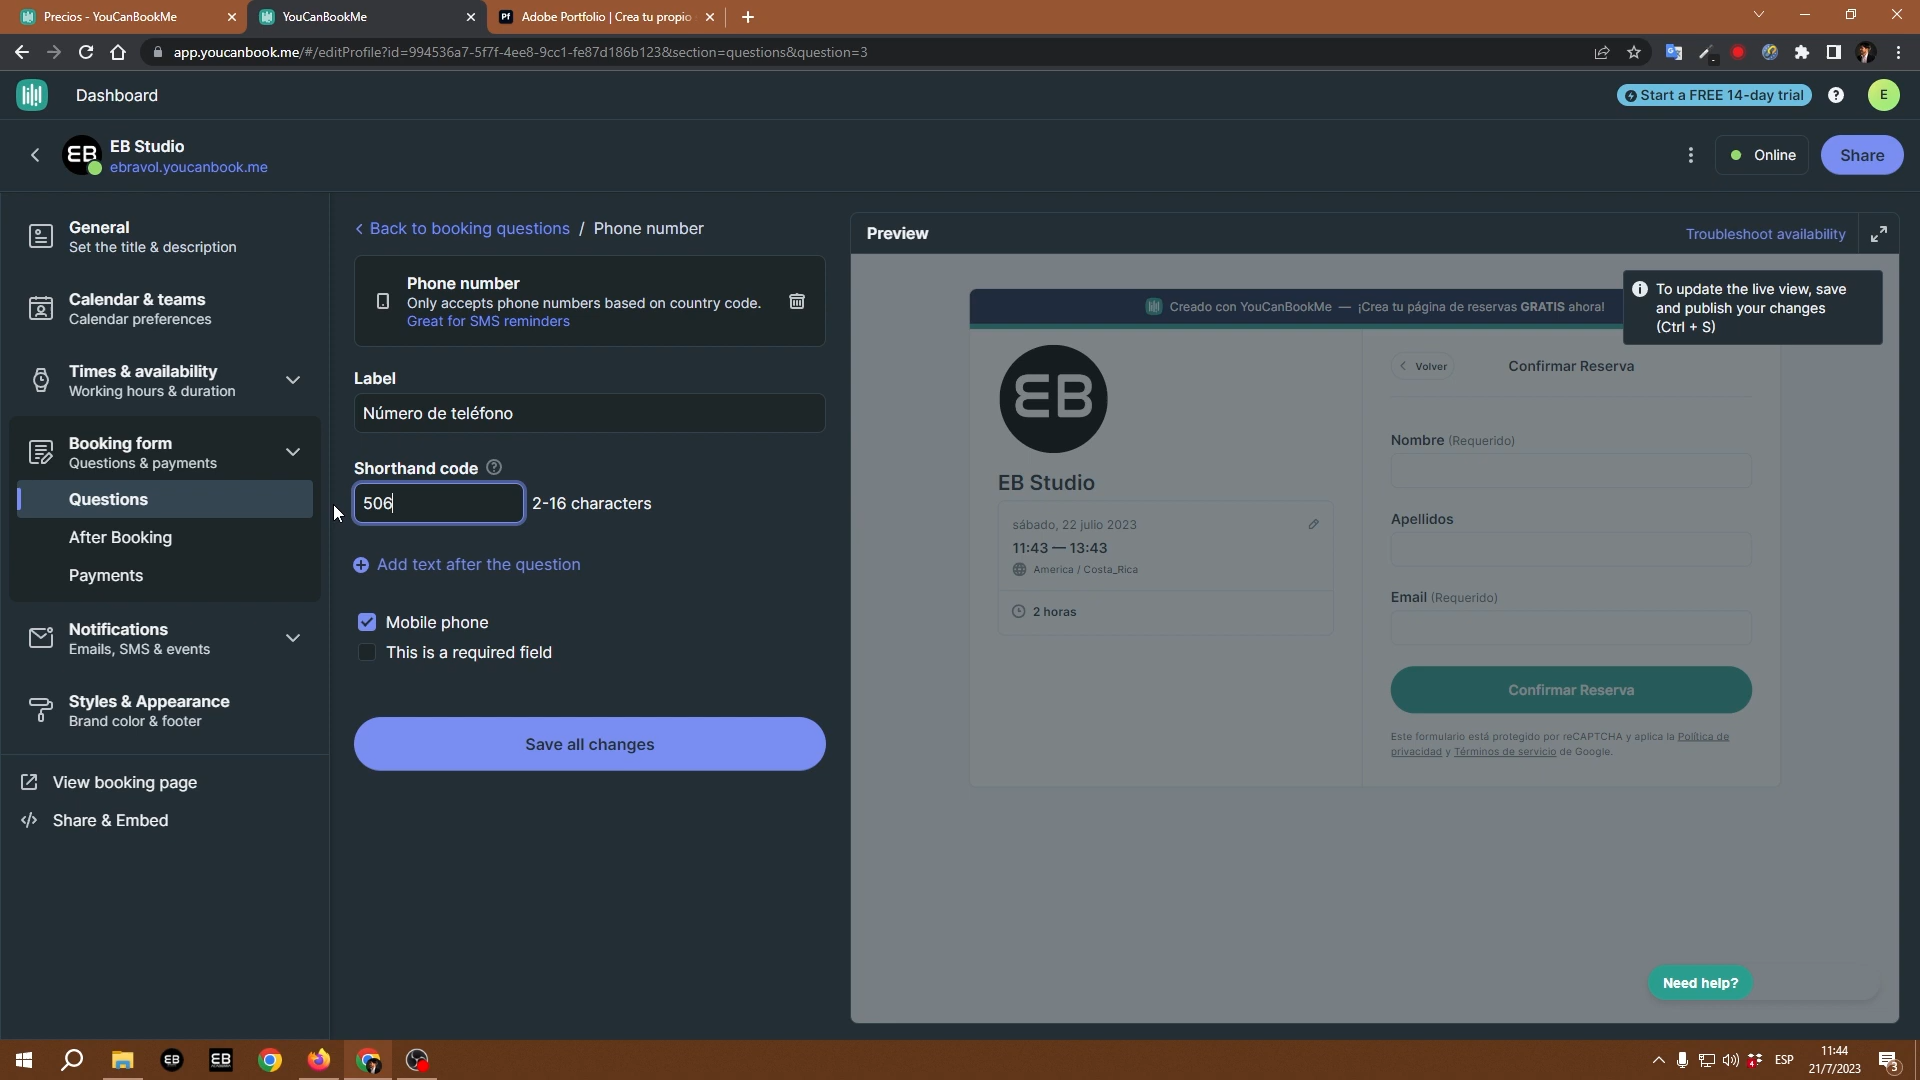 Precios - YouCanBookMe
YouCanBookMe
Adobe Portfolio | Crea tu propio
app.youcanbook.me/#/editProfile?id=994536a7-5f7f-4ee8-9cc1-fe87d186b123&section=questions&question=3
Dashboard
Start a FREE 14-day trial
?
E
EB
EB Studio
ebravol.youcanbook.me
Online
Share
General
Set the title & description
Calendar & teams
Calendar preferences
Times & availability
Working hours & duration
Booking form
Questions & payments
Questions
After Booking
Payments
Notifications
Emails, SMS & events
Styles & Appearance
Brand color & footer
View booking page
Share & Embed
Back to booking questions / Phone number
Phone number
Only accepts phone numbers based on country code.
Great for SMS reminders
Label
Número de teléfono
Shorthand code ?
506
2-16 characters
Add text after the question
Mobile phone
This is a required field
Save all changes
Preview
Troubleshoot availability
To update the live view, save
and publish your changes
(Ctrl + S)
Creado con YouCanBookMe — ¡Crea tu página de reservas GRATIS ahora!
EB
EB Studio
sábado, 22 julio 2023
11:43 — 13:43
America / Costa_Rica
2 horas
Volver
Confirmar Reserva
Nombre (Requerido)
Apellidos
Email (Requerido)
Confirmar Reserva
Este formulario está protegido por reCAPTCHA y aplica la Política de
privacidad y Términos de servicio de Google.
Need help?
EB
EB
ESP
11:44
21/7/2023
3